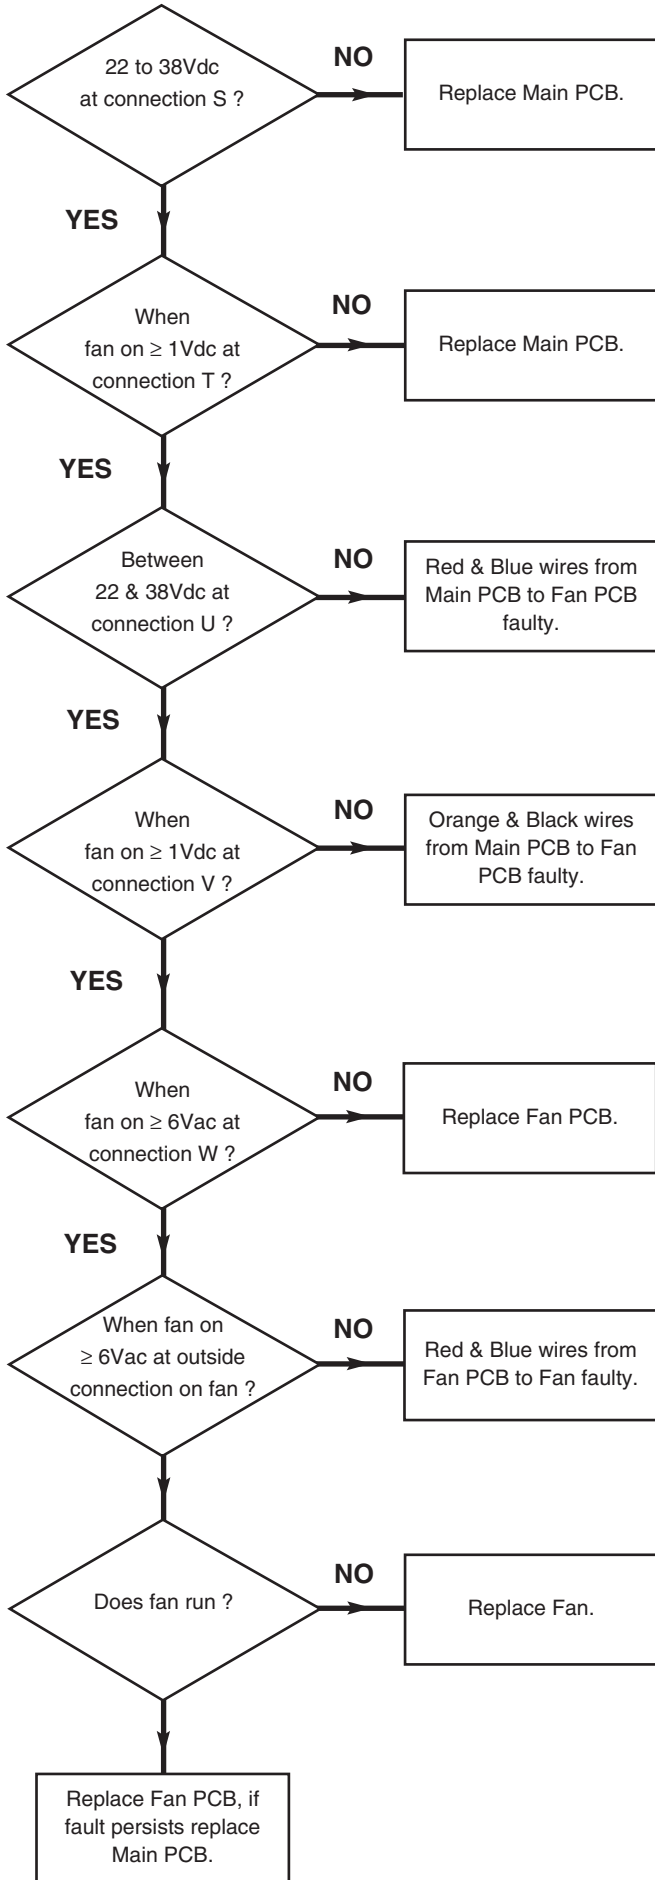 22 to 38Vdc
at connection S ?
NO
Replace Main PCB.
YES
When
fan on ≥ 1Vdc at
connection T ?
NO
Replace Main PCB.
YES
Between
22 & 38Vdc at
connection U ?
NO
Red & Blue wires from
Main PCB to Fan PCB
faulty.
YES
When
fan on ≥ 1Vdc at
connection V ?
NO
Orange & Black wires
from Main PCB to Fan
PCB faulty.
YES
When
fan on ≥ 6Vac at
connection W ?
NO
Replace Fan PCB.
YES
When fan on
≥ 6Vac at outside
connection on fan ?
NO
Red & Blue wires from
Fan PCB to Fan faulty.
Does fan run ?
NO
Replace Fan.
Replace Fan PCB, if
fault persists replace
Main PCB.